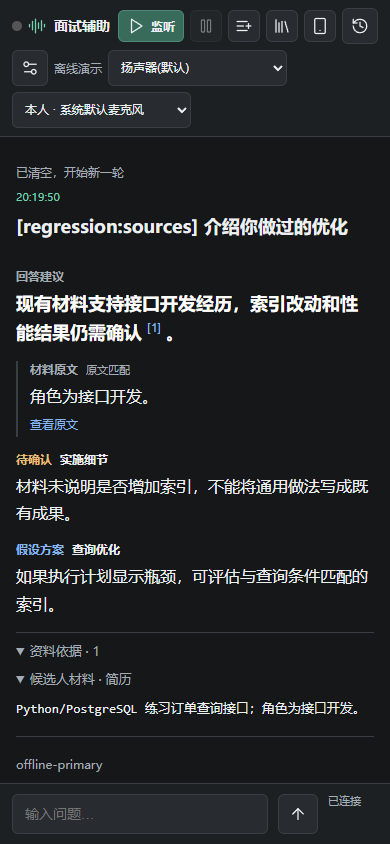 面试辅助 监听
离线演示 扬声器(默认)
本人 · 系统默认麦克风
已清空，开始新一轮
20:19:50
[regression:sources] 介绍你做过的优化
回答建议
现有材料支持接口开发经历，索引改动和性
能结果仍需确认 [1] 。
材料原文 原文匹配
角色为接口开发。
查看原文
待确认 实施细节
材料未说明是否增加索引，不能将通用做法写成既
有成果。
假设方案 查询优化
如果执行计划显示瓶颈，可评估与查询条件匹配的
索引。
资料依据 · 1
候选人材料 · 简历
Python/PostgreSQL 练习订单查询接口；角色为接口开发。
offline-primary
输入问题...
已连接